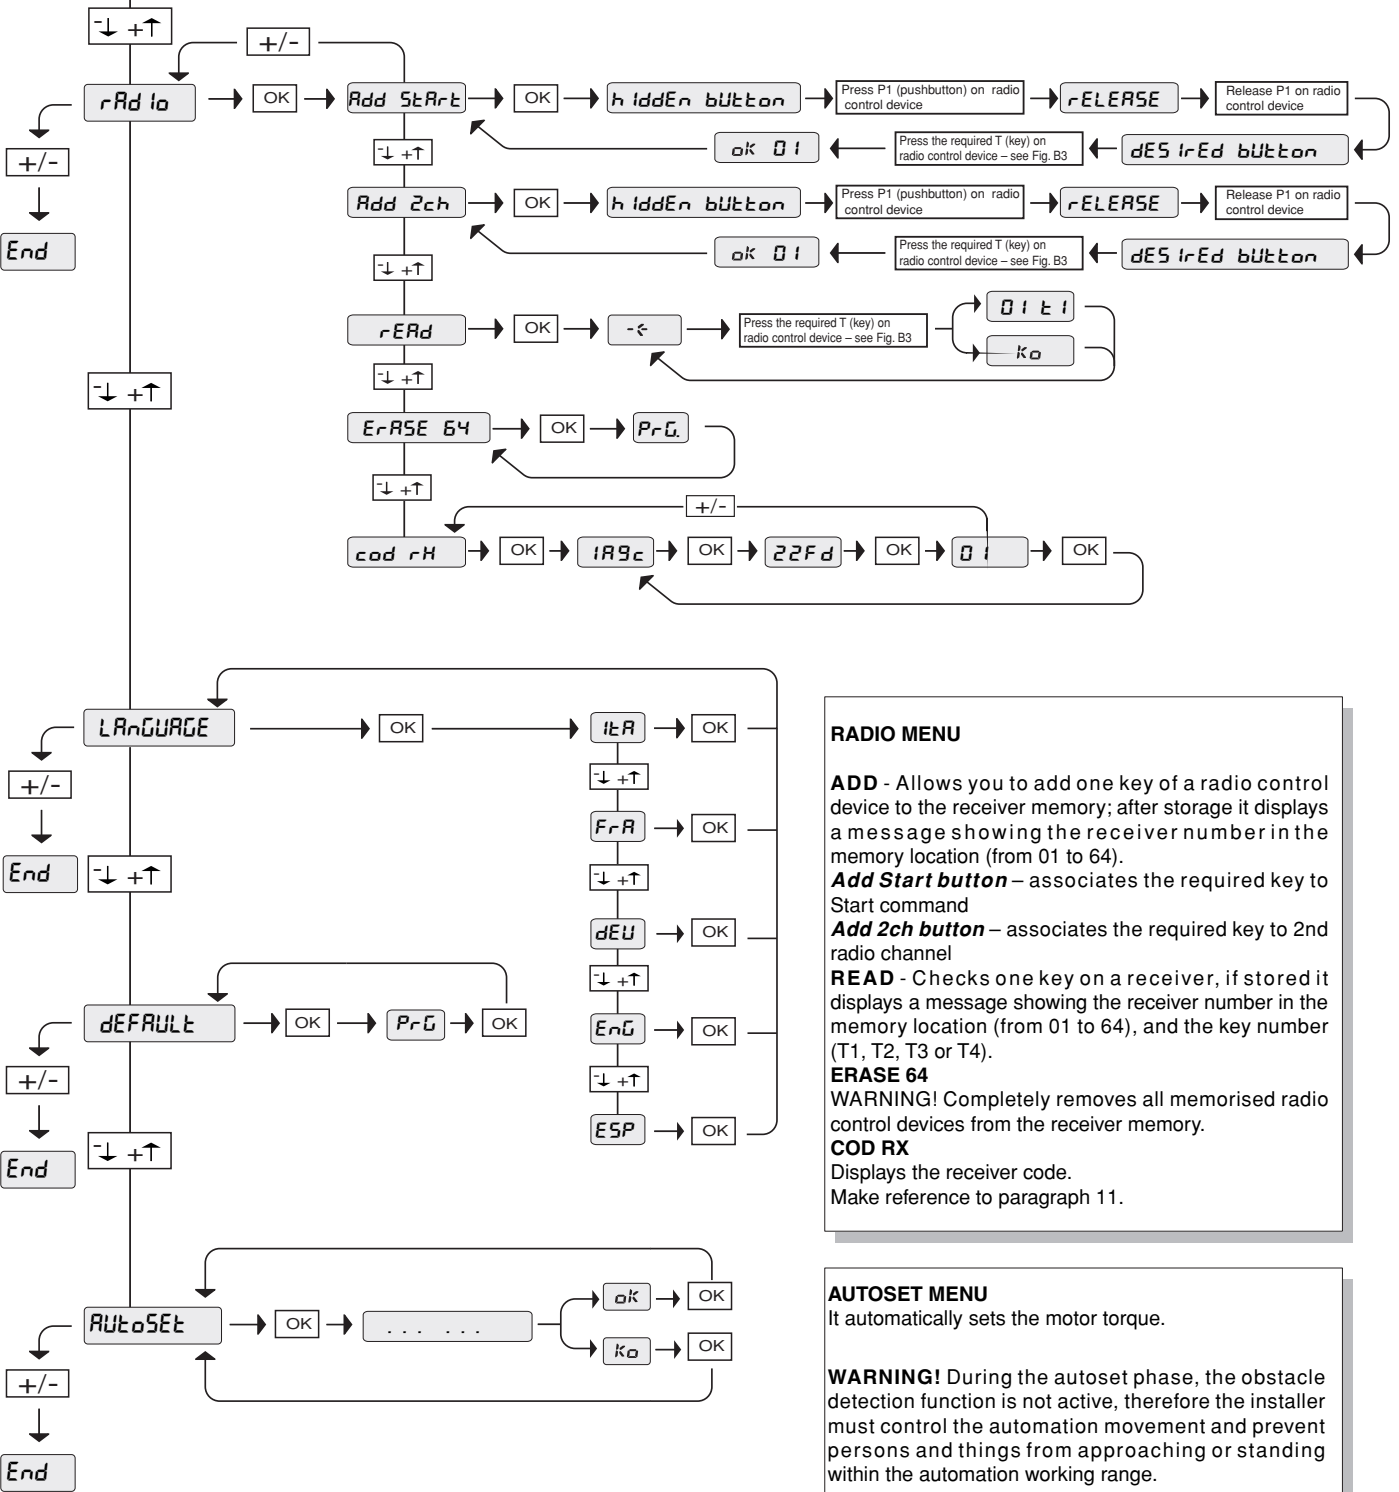 -↓ +↑
+/-
rAdIo
OK
Add StArt
OK
hIddEn bUtton
Press P1 (pushbutton) on radio
control device
rELEASE
Release P1 on radio
control device
+/-
-↓ +↑
oK 01
Press the required T (key) on
radio control device – see Fig. B3
dESIrEd bUtton
End
Add 2ch
OK
hIddEn bUtton
Press P1 (pushbutton) on radio
control device
rELEASE
Release P1 on radio
control device
-↓ +↑
oK 01
Press the required T (key) on
radio control device – see Fig. B3
dESIrEd bUtton
rEAd
OK
-<-
Press the required T (key) on
radio control device – see Fig. B3
01 t1
Ko
-↓ +↑
-↓ +↑
ErASE 64
OK
PrG.
-↓ +↑
+/-
cod rH
OK
1A9c
OK
22Fd
OK
01
OK
LAnGUAGE
OK
ItA
OK
+/-
-↓ +↑
FrA
OK
End
-↓ +↑
-↓ +↑
dEU
OK
-↓ +↑
dEFAULt
OK
PrG
OK
EnG
OK
+/-
-↓ +↑
End
-↓ +↑
ESP
OK
AUtoSEt
OK
... ...
oK
OK
Ko
OK
+/-
End
RADIO MENU
ADD - Allows you to add one key of a radio control
device to the receiver memory; after storage it displays
a message showing the receiver number in the
memory location (from 01 to 64).
Add Start button – associates the required key to
Start command
Add 2ch button – associates the required key to 2nd
radio channel
READ - Checks one key on a receiver, if stored it
displays a message showing the receiver number in the
memory location (from 01 to 64), and the key number
(T1, T2, T3 or T4).
ERASE 64
WARNING! Completely removes all memorised radio
control devices from the receiver memory.
COD RX
Displays the receiver code.
Make reference to paragraph 11.
AUTOSET MENU
It automatically sets the motor torque.
WARNING! During the autoset phase, the obstacle
detection function is not active, therefore the installer
must control the automation movement and prevent
persons and things from approaching or standing
within the automation working range.